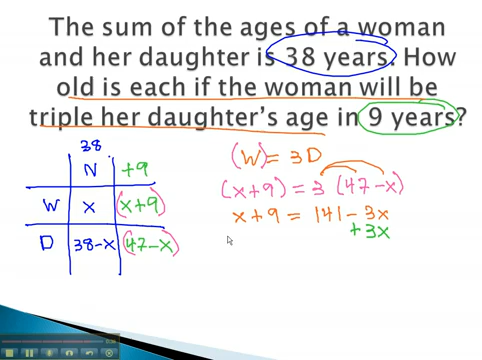 The sum of the ages of a woman
and her daughter is 38 years. How
old is each if the woman will be
triple her daughter's age in 9 years?
38
N +9
W x (x+9)
D 38-x (47-x)
(W) = 3D
(x+9) = 3 (47-x)
x+9 = 141 - 3x
+3x